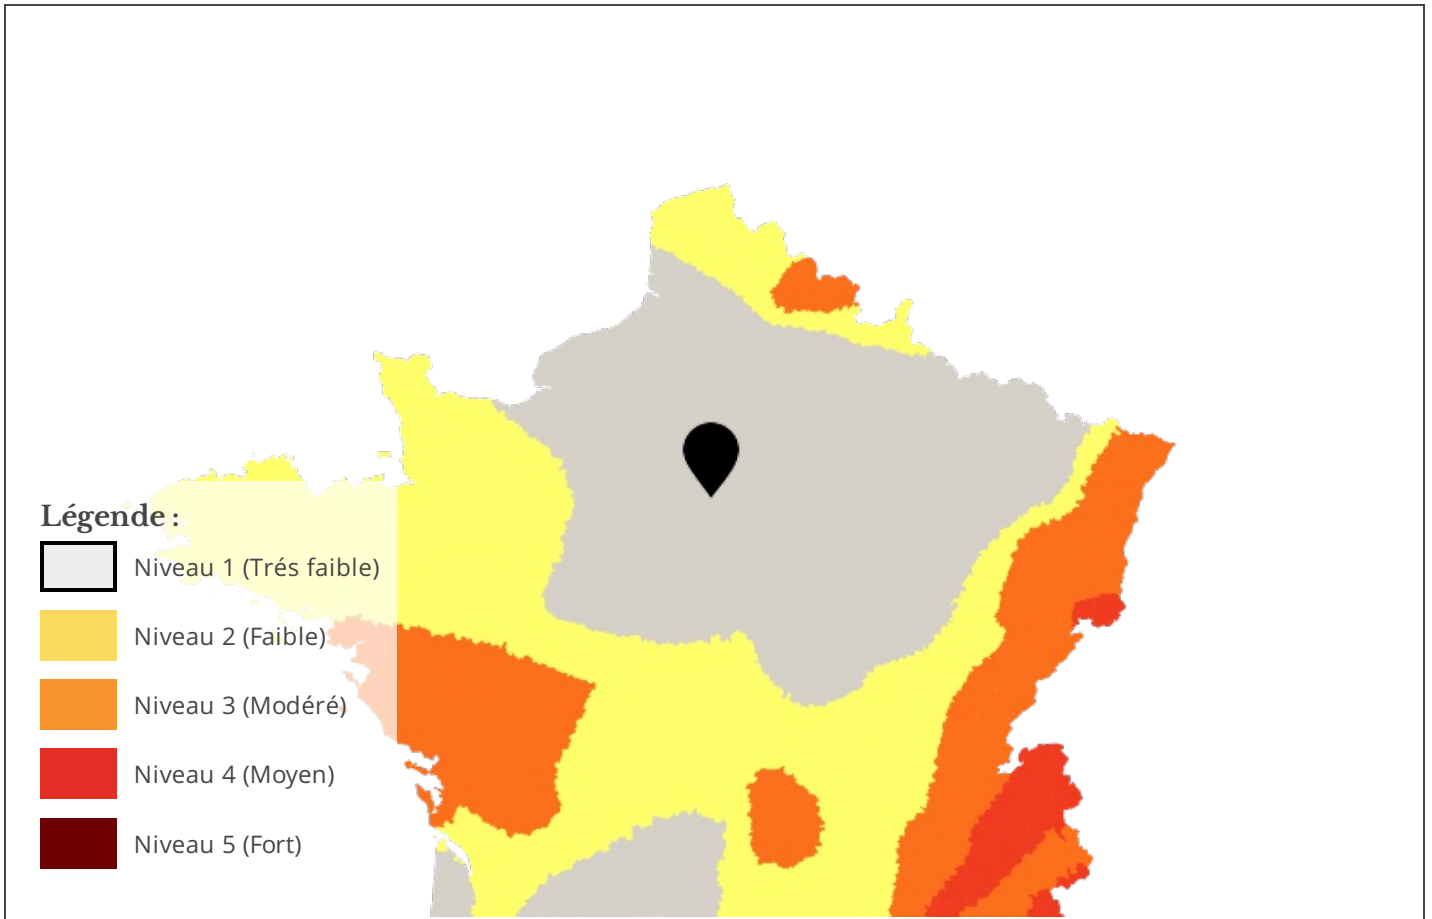 Légende :
Niveau 1 (Trés faible)
Niveau 2 (Faible)
Niveau 3 (Modéré)
Niveau 4 (Moyen)
Niveau 5 (Fort)